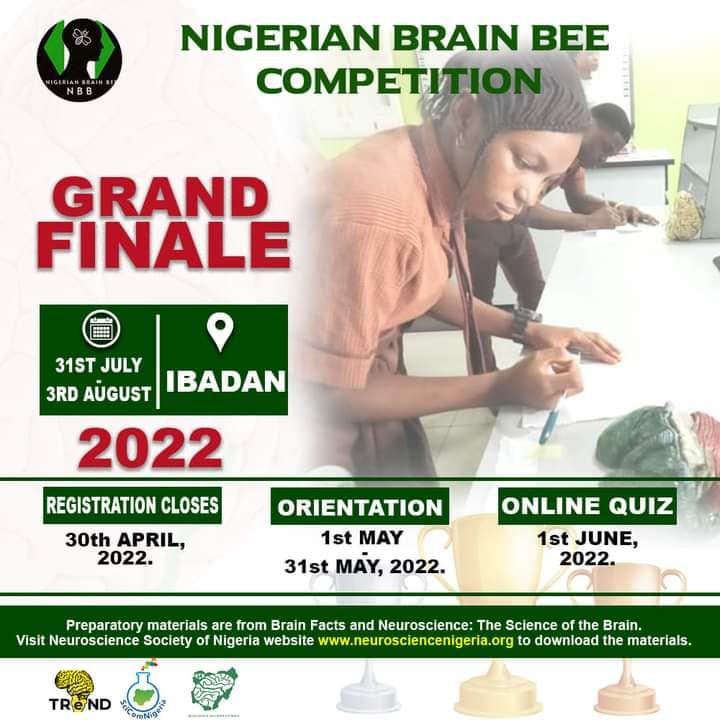 NIGERIAN BRAIN BEE
COMPETITION
NIGERIAN BRAIN BEE
NBB
GRAND
FINALE
31ST JULY
-
3RD AUGUST
IBADAN
2022
REGISTRATION CLOSES
30th APRIL,
2022.
ORIENTATION
1st MAY
-
31st MAY, 2022.
ONLINE QUIZ
1st JUNE,
2022.
Preparatory materials are from Brain Facts and Neuroscience: The Science of the Brain.
Visit Neuroscience Society of Nigeria website www.neurosciencenigeria.org to download the materials.
TReND
SciComNigeria